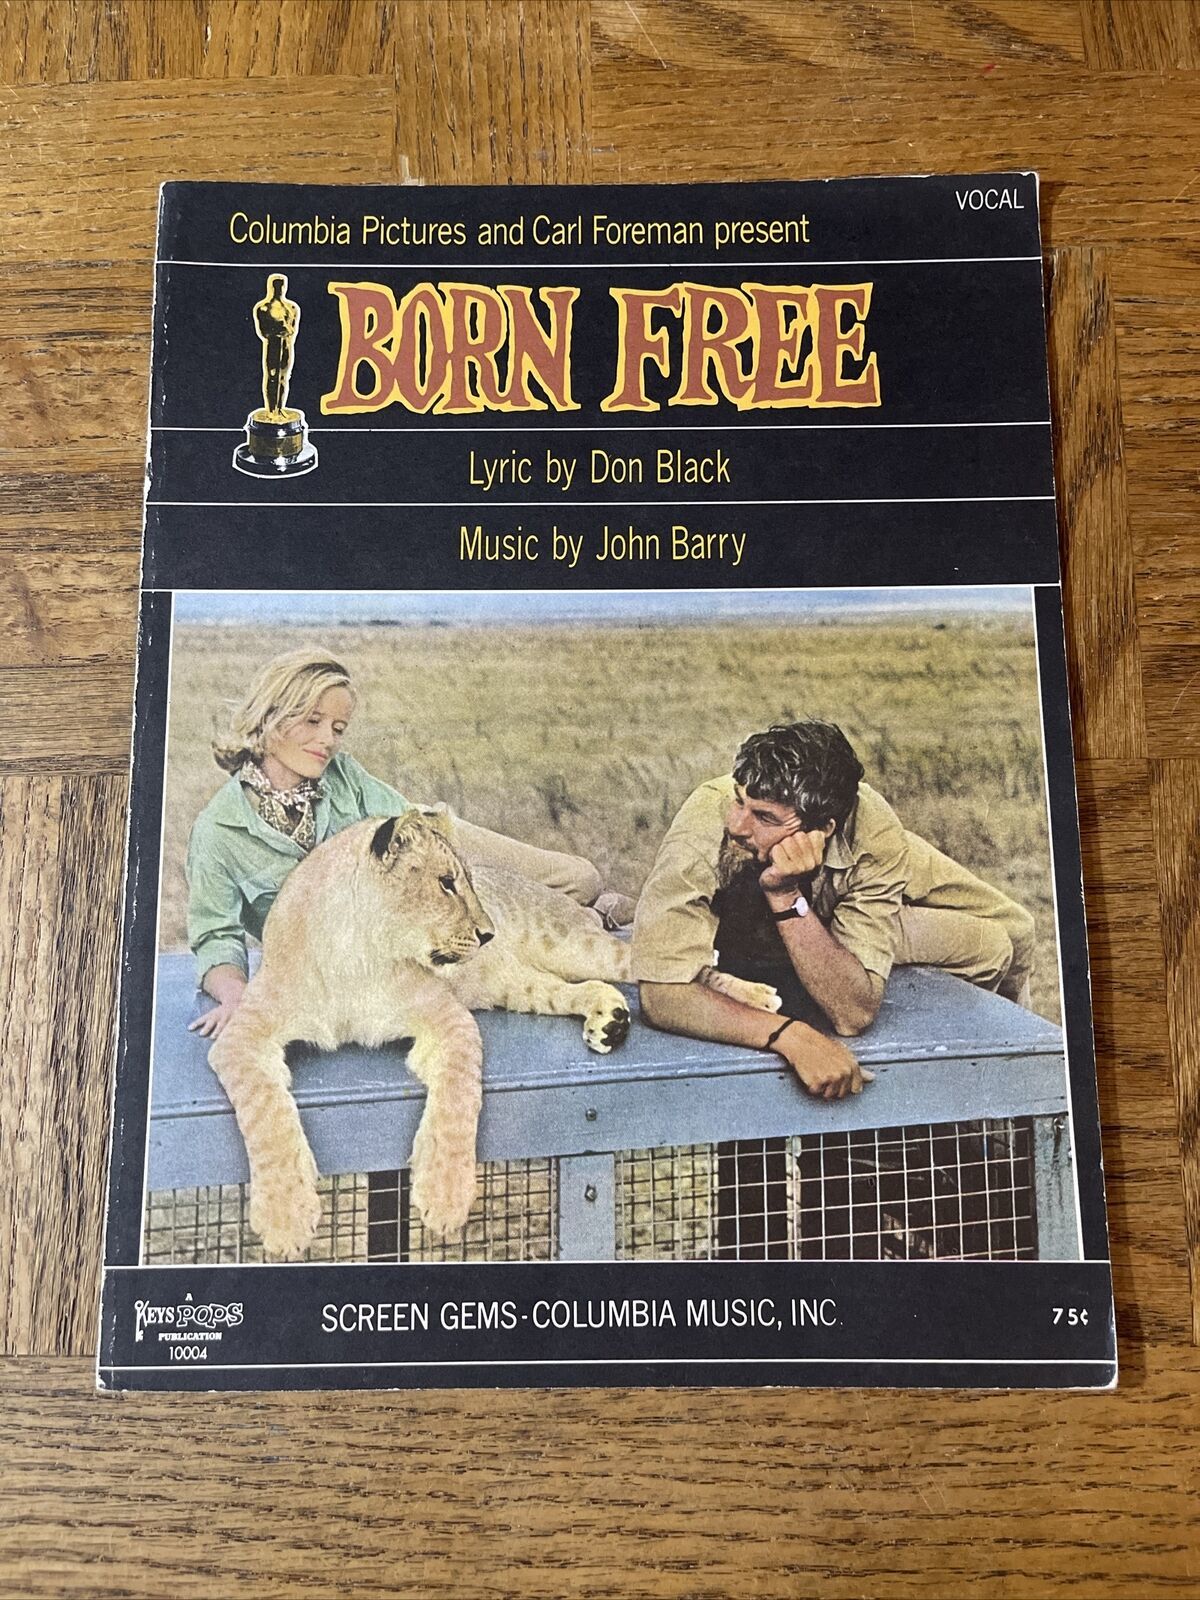 VOCAL
Columbia Pictures and Carl Foreman present
BORN FREE
Lyric by Don Black
Music by John Barry
A
KEYS POPS
PUBLICATION
10004
SCREEN GEMS-COLUMBIA MUSIC, INC.
75¢